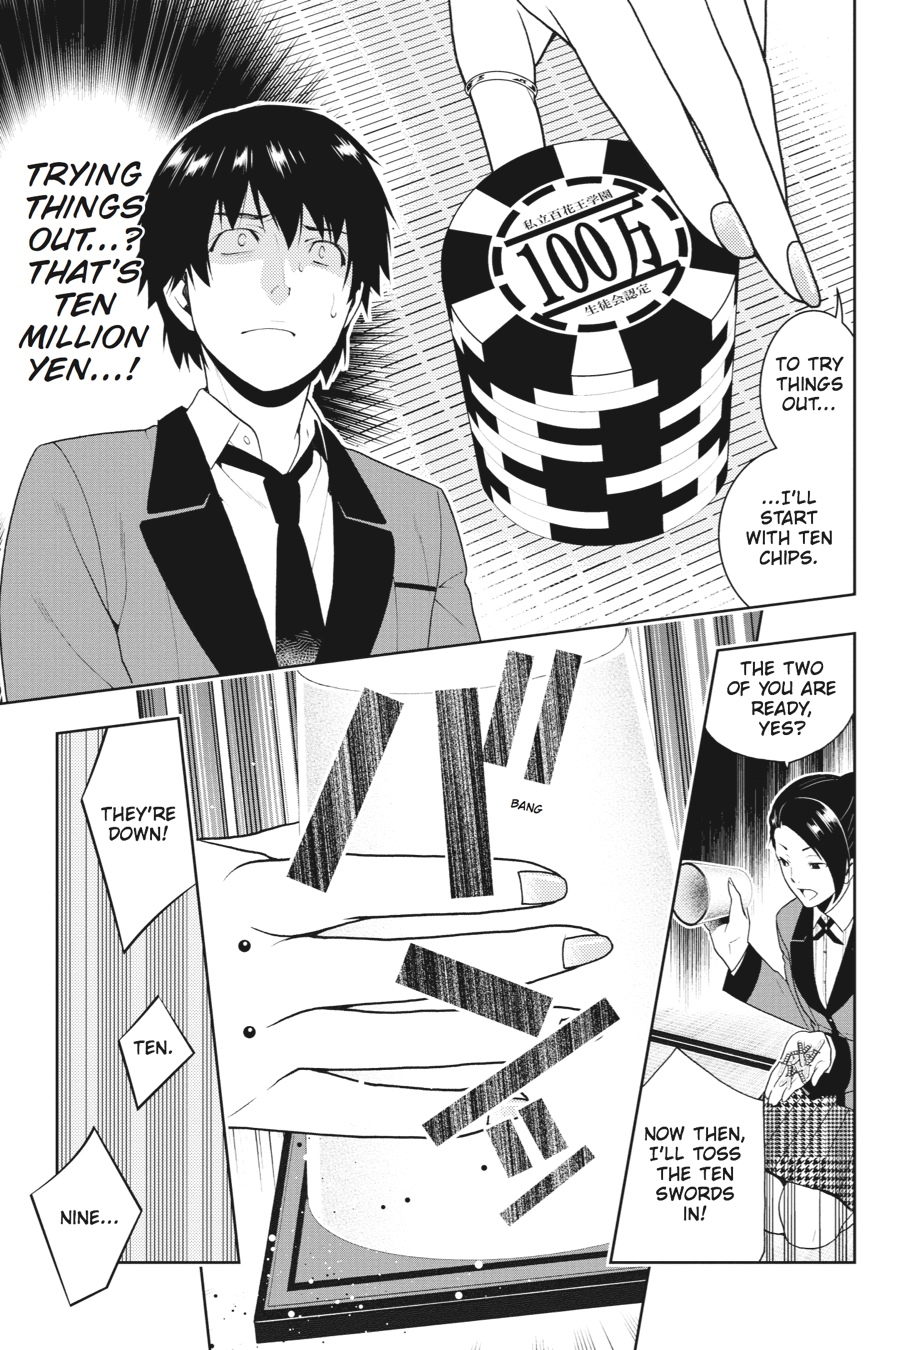 TO TRY
THINGS
OUT...
...I'LL
START
WITH TEN
CHIPS.
私立百花王学園
100万
生徒会認定
TRYING
THINGS
OUT...?
THAT'S
TEN
MILLION
YEN...!
THE TWO
OF YOU ARE
READY,
YES?
NOW THEN,
I'LL TOSS
THE TEN
SWORDS
IN!
バン
BANG
THEY'RE
DOWN!
TEN.
NINE...